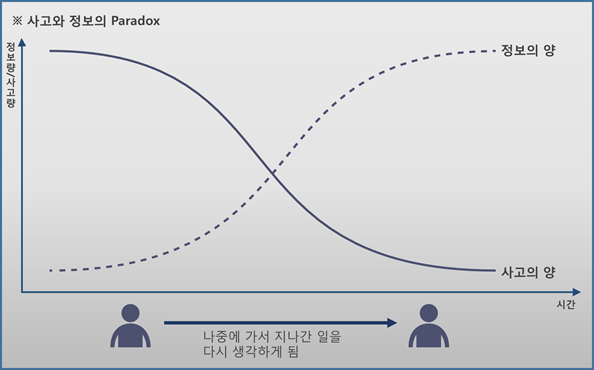 ※ 사고와 정보의 Paradox
정보량/사고량
정보의 양
사고의 양
시간
나중에 가서 지나간 일을
다시 생각하게 됨